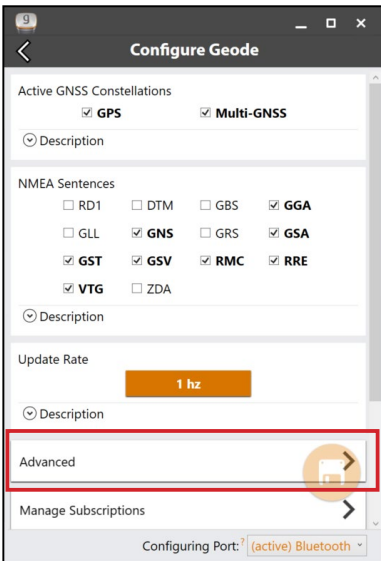 g
Configure Geode
Active GNSS Constellations
GPS Multi-GNSS
Description
NMEA Sentences
RD1 DTM GBS GGA
GLL GNS GRS GSA
GST GSV RMC RRE
VTG ZDA
Description
Update Rate
1 hz
Description
Advanced
Manage Subscriptions
Configuring Port:? (active) Bluetooth